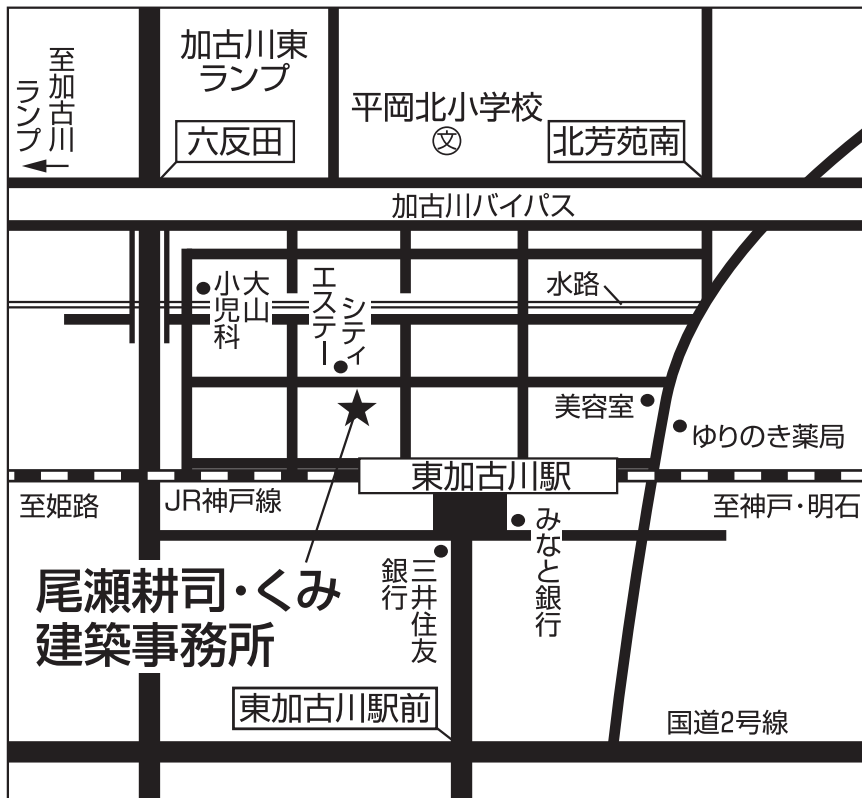 至加古川
ランプ
加古川東
ランプ
平岡北小学校
文
六反田
北芳苑南
加古川バイパス
大山
小児科
シティ
エステー
水路
美容室
ゆりのき薬局
東加古川駅
至姫路
JR神戸線
至神戸・明石
みなと銀行
三井住友
銀行
尾瀬耕司・くみ
建築事務所
東加古川駅前
国道2号線